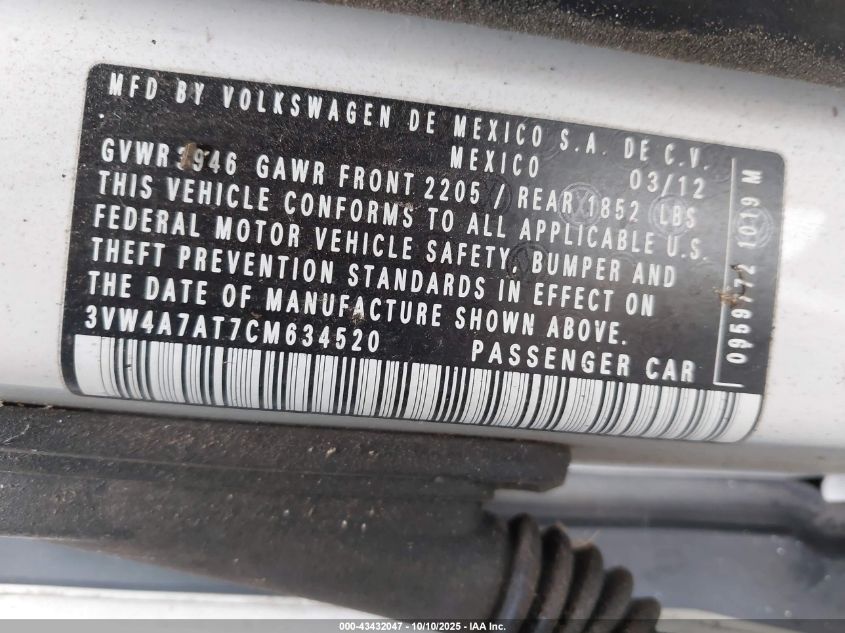 MFD BY VOLKSWAGEN DE MEXICO S.A. DE C.V.
MEXICO
03/12
GVWR 3946 GAWR FRONT 2205 / REAR 1852 LBS
THIS VEHICLE CONFORMS TO ALL APPLICABLE U.S.
FEDERAL MOTOR VEHICLE SAFETY, BUMPER AND
THEFT PREVENTION STANDARDS IN EFFECT ON
THE DATE OF MANUFACTURE SHOWN ABOVE.
3VW4A7AT7CM634520 PASSENGER CAR
1019 M
000-43432047 - 10/10/2025 - IAA Inc.